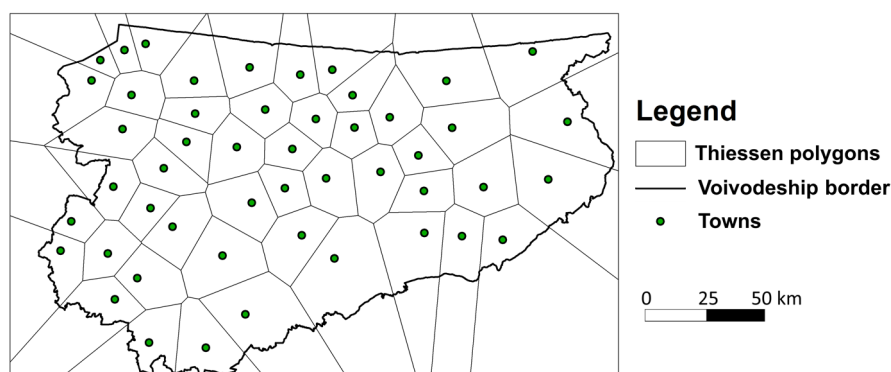 Legend
Thiessen polygons
Voivodeship border
Towns
0 25 50 km